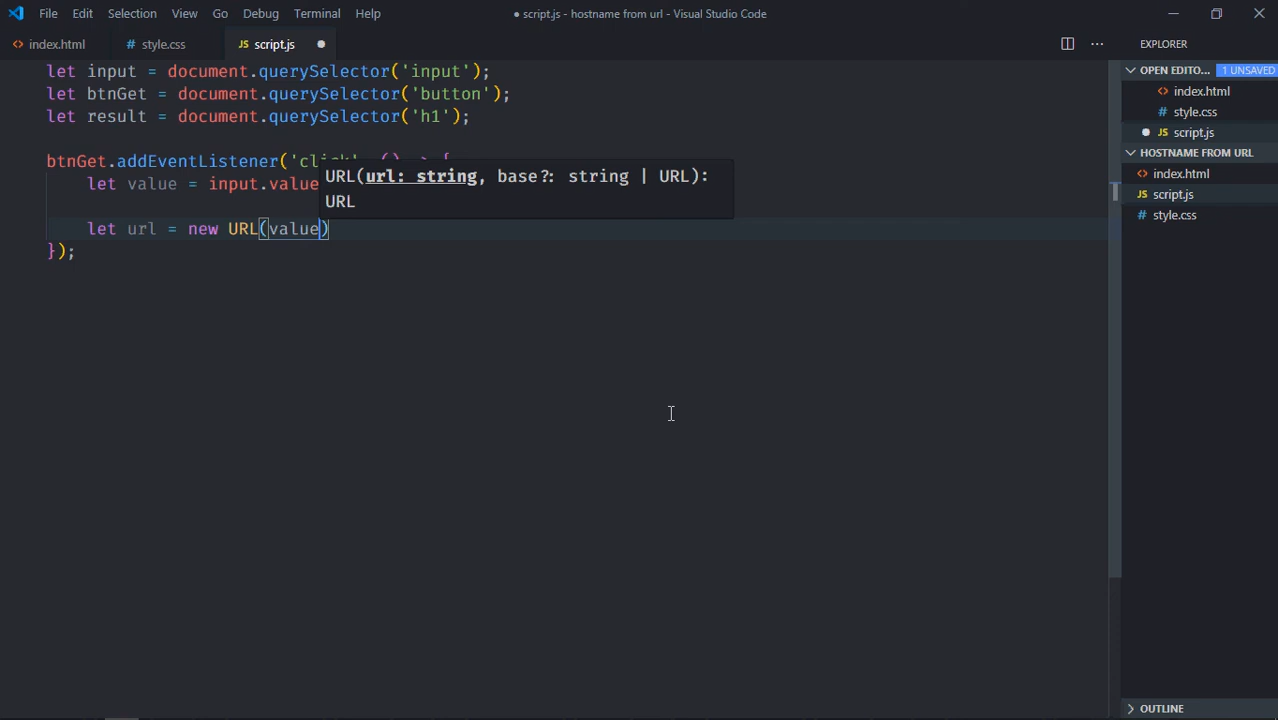 File Edit Selection View Go Debug Terminal Help
● script.js - hostname from url - Visual Studio Code
index.html
# style.css
JS script.js ●
EXPLORER
let input = document.querySelector('input');
let btnGet = document.querySelector('button');
let result = document.querySelector('h1');
btnGet.addEventListener('click', () => {
let value = input.value
URL(url: string, base?: string | URL):
URL
let url = new URL(value)
});
OPEN EDITO... 1 UNSAVED
index.html
# style.css
● JS script.js
HOSTNAME FROM URL
index.html
JS script.js
# style.css
OUTLINE